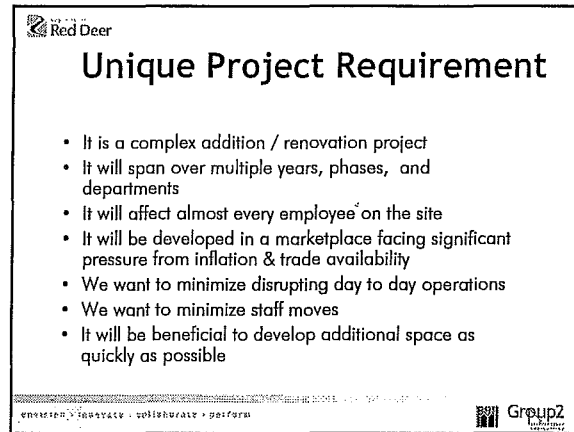 Red Deer
Unique Project Requirement
• It is a complex addition / renovation project
• It will span over multiple years, phases, and
departments
• It will affect almost every employee on the site
• It will be developed in a marketplace facing significant
pressure from inflation & trade availability
• We want to minimize disrupting day to day operations
• We want to minimize staff moves
• It will be beneficial to develop additional space as
quickly as possible
Group2